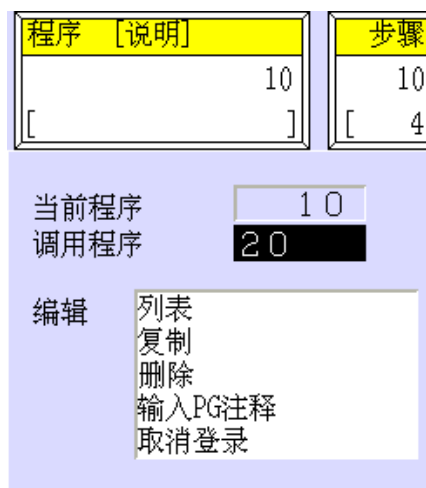 程序 [说明]
10
[ ]
步骤
10
[ 4
当前程序 10
调用程序 20
编辑
列表
复制
删除
输入PG注释
取消登录